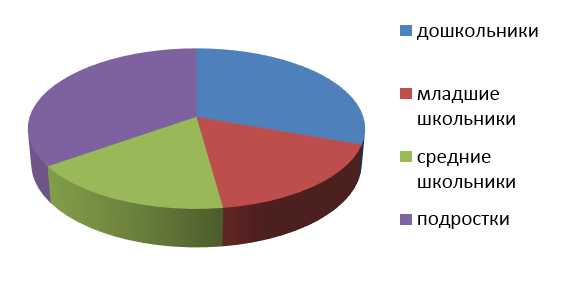 дошкольники
младшие
школьники
средние
школьники
подростки